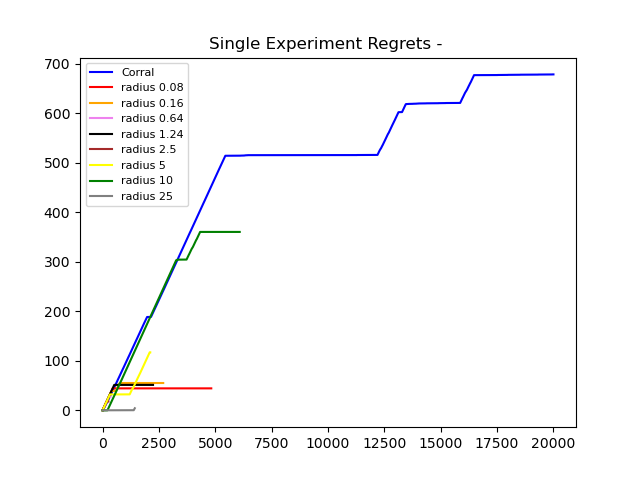 Single Experiment Regrets -
700
600
500
400
300
200
100
0
Corral
radius 0.08
radius 0.16
radius 0.64
radius 1.24
radius 2.5
radius 5
radius 10
radius 25
0 2500 5000 7500 10000 12500 15000 17500 20000